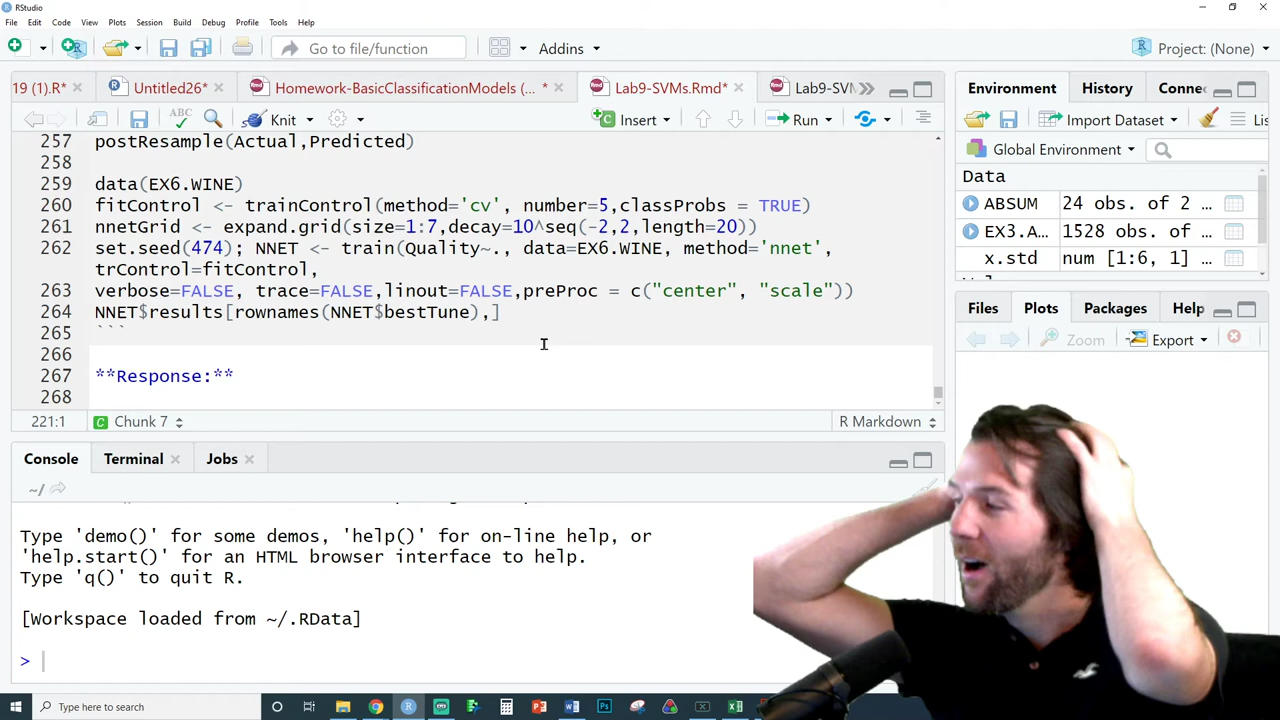 RStudio
File Edit Code View Plots Session Build Debug Profile Tools Help
Go to file/function
Addins
Project: (None)
19 (1).R*
Untitled26*
Homework-BasicClassificationModels (... *
Lab9-SVMs.Rmd*
Lab9-SVM
ABC
Knit
Insert
Run
257 postResample(Actual,Predicted)
258
259 data(EX6.WINE)
260 fitControl <- trainControl(method='cv', number=5,classProbs = TRUE)
261 nnetGrid <- expand.grid(size=1:7,decay=10^seq(-2,2,length=20))
262 set.seed(474); NNET <- train(Quality~., data=EX6.WINE, method='nnet',
trControl=fitControl,
263 verbose=FALSE, trace=FALSE,linout=FALSE,preProc = c("center", "scale"))
264 NNET$results[rownames(NNET$bestTune),]
265 ```
266
267 **Response:**
268
221:1 Chunk 7 R Markdown
Console Terminal Jobs
~/
Type 'demo()' for some demos, 'help()' for on-line help, or
'help.start()' for an HTML browser interface to help.
Type 'q()' to quit R.
[Workspace loaded from ~/.RData]
>
Environment History Conne
Import Dataset Lis
Global Environment
Data
ABSUM 24 obs. of 2 ...
EX3.A... 1528 obs. of ...
x.std num [1:6, 1] ...
Files Plots Packages Help
Zoom Export
Type here to search